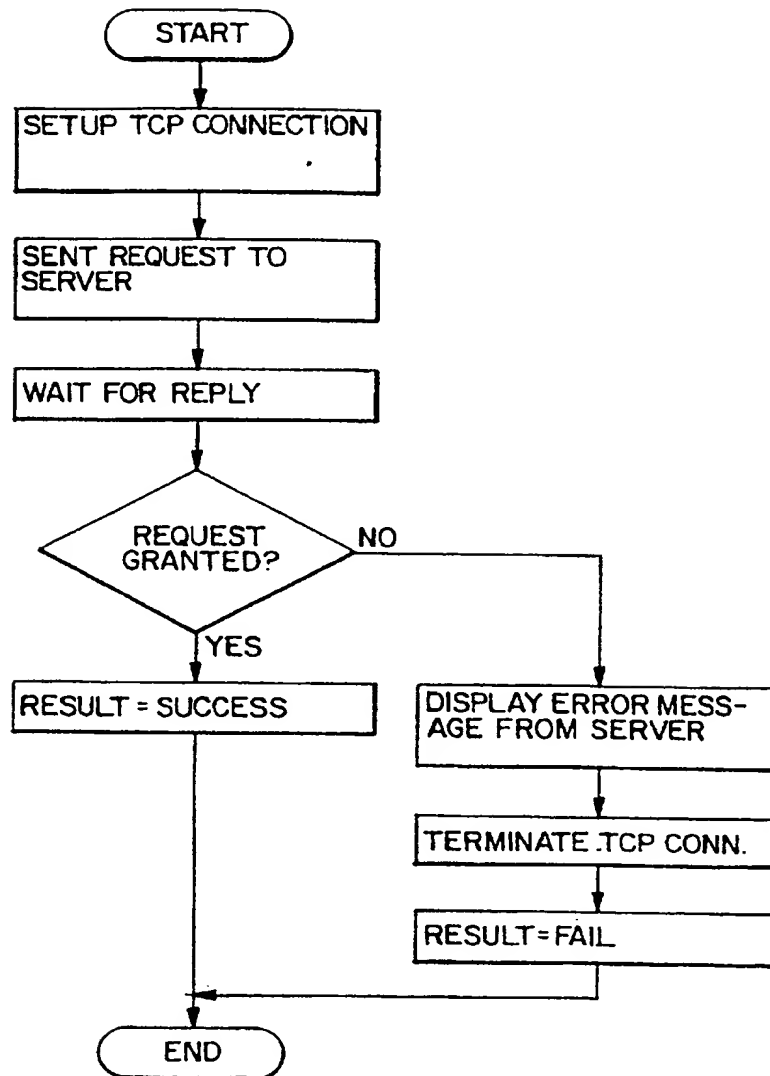 START
SETUP TCP CONNECTION
SENT REQUEST TO
SERVER
WAIT FOR REPLY
REQUEST
GRANTED?
NO
YES
RESULT = SUCCESS
DISPLAY ERROR MESS-
AGE FROM SERVER
TERMINATE TCP CONN.
RESULT=FAIL
END